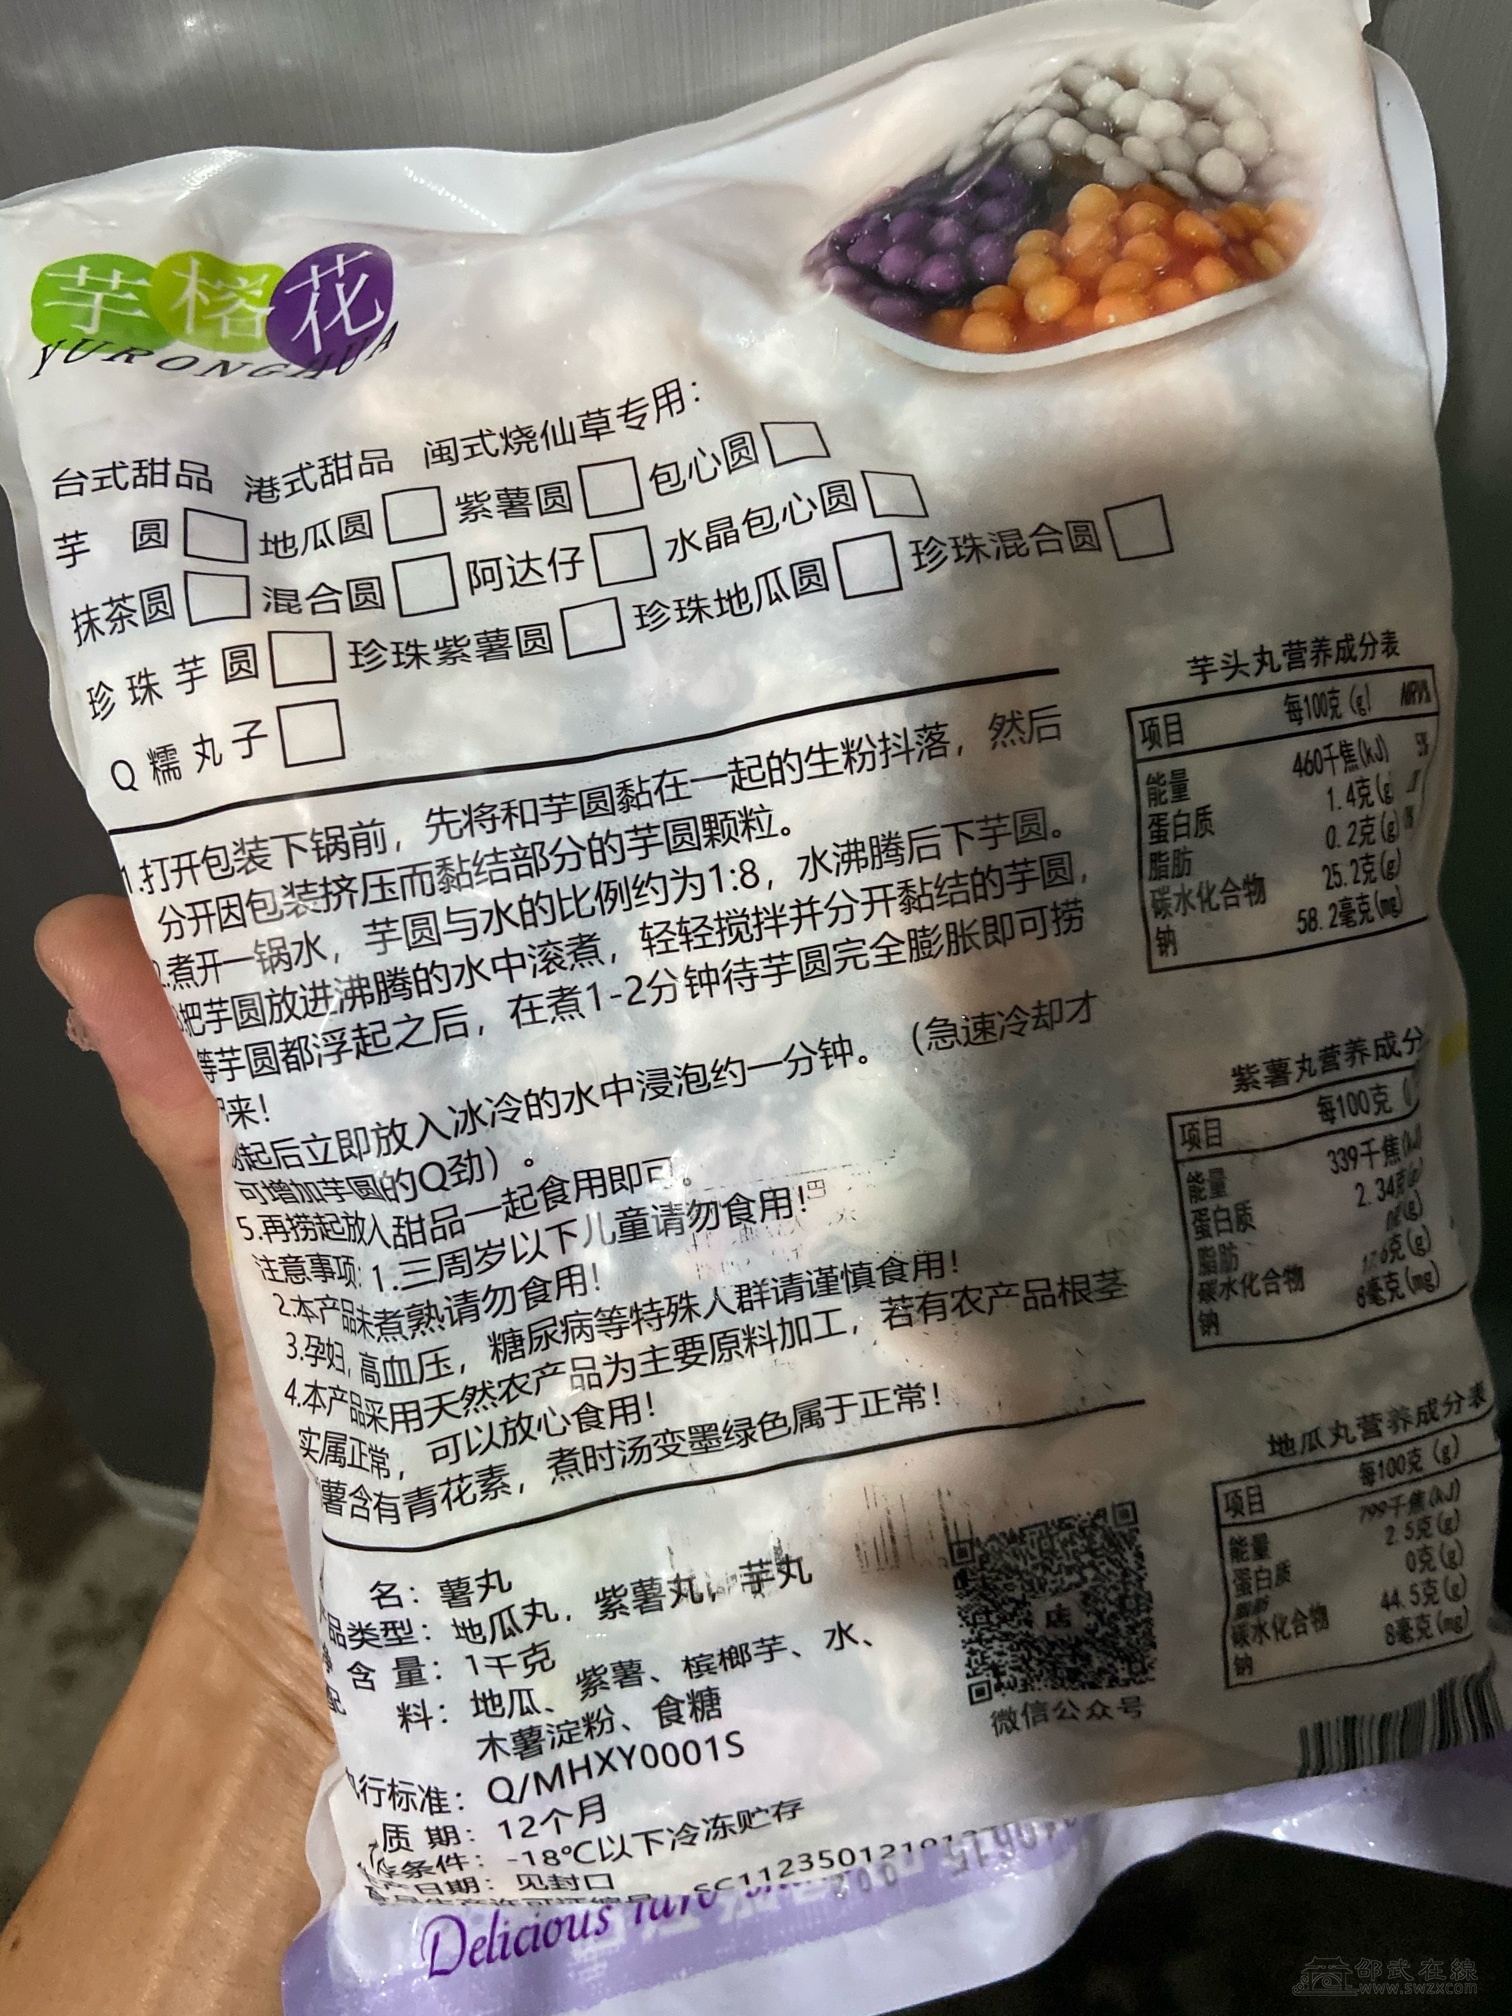 芋榕花
YURONGHUA
台式甜品 港式甜品 闽式烧仙草专用：
芋 圆 地瓜圆 紫薯圆 包心圆
抹茶圆 混合圆 阿达仔 水晶包心圆
珍珠芋圆 珍珠紫薯圆 珍珠地瓜圆 珍珠混合圆
Q糯丸子
1.打开包装下锅前，先将和芋圆黏在一起的生粉抖落，然后
分开因包装挤压而黏结部分的芋圆颗粒。
2.煮开一锅水，芋圆与水的比例约为1:8，水沸腾后下芋圆。
把芋圆放进沸腾的水中滚煮，轻轻搅拌并分开黏结的芋圆，
等芋圆都浮起之后，在煮1-2分钟待芋圆完全膨胀即可捞
来！
起后立即放入冰冷的水中浸泡约一分钟。（急速冷却才
可增加芋圆的Q劲）。
5.再捞起放入甜品一起食用即可。
注意事项：1.三周岁以下儿童请勿食用！
2.本产品未煮熟请勿食用！
3.孕妇，高血压，糖尿病等特殊人群请谨慎食用！
4.本产品采用天然农产品为主要原料加工，若有农产品根茎
实属正常，可以放心食用！
薯含有青花素，煮时汤变墨绿色属于正常！
名：薯丸
品类型：地瓜丸，紫薯丸，芋丸
含 量：1千克
配 料：地瓜、紫薯、槟榔芋、水、
木薯淀粉、食糖
行标准：Q/MHXY0001S
质 期：12个月
条件：-18℃以下冷冻贮存
日期：见封口
Delicious
芋头丸营养成分表
项目 每100克(g) NRV%
能量 460千焦(kJ) 5%
蛋白质 1.4克(g)
脂肪 0.2克(g)
碳水化合物 25.2克(g)
钠 58.2毫克(mg)
紫薯丸营养成分
项目 每100克
能量 339千焦
蛋白质 2.34克
脂肪
碳水化合物
钠 8毫克(mg)
地瓜丸营养成分表
项目 每100克(g)
能量 799千焦(kJ)
蛋白质 2.5克(g)
脂肪 0克(g)
碳水化合物 44.5克(g)
钠 8毫克(mg)
微信公众号
邵武在線
www.swzx.com